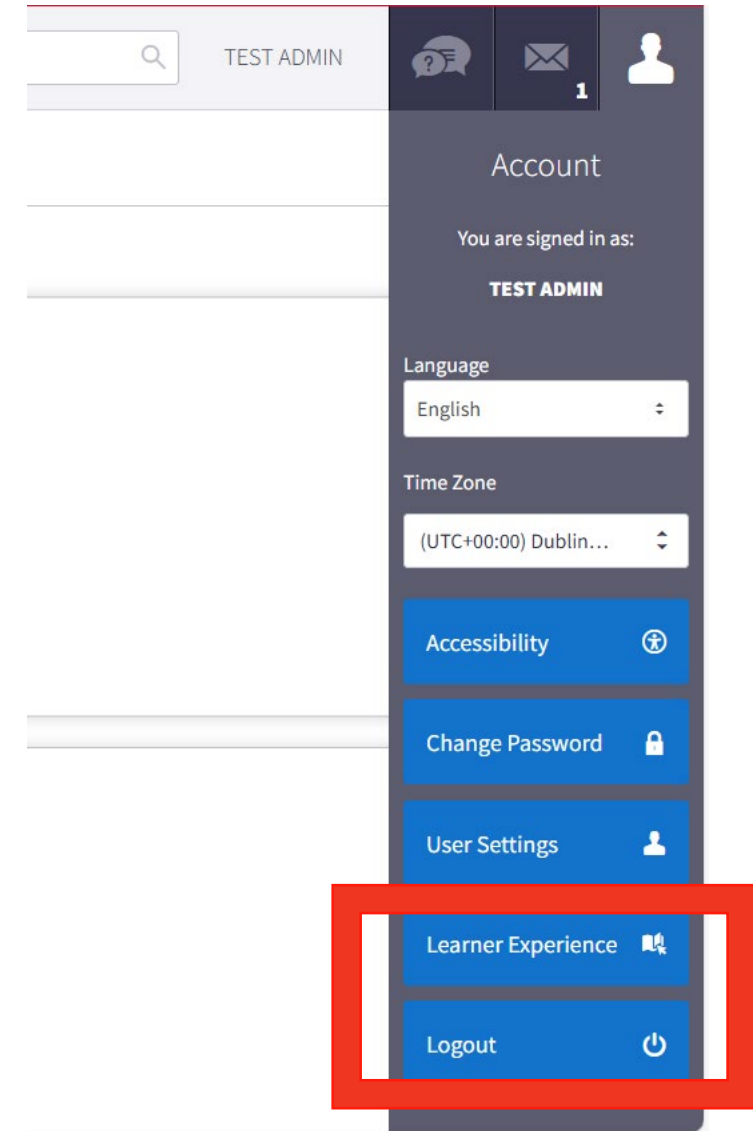 TEST ADMIN
?
1
Account
You are signed in as:
TEST ADMIN
Language
English
Time Zone
(UTC+00:00) Dublin...
Accessibility
Change Password
User Settings
Learner Experience
Logout